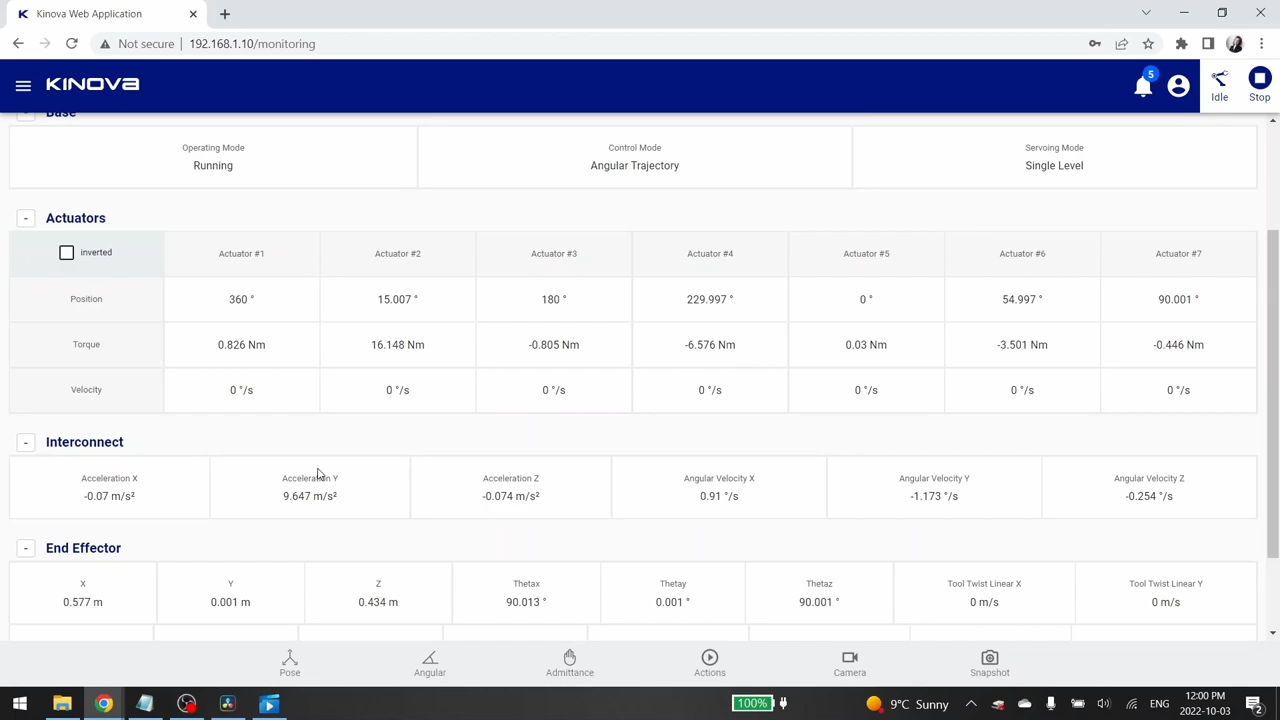 Kinova Web Application
Not secure 192.168.1.10/monitoring
KINOVA
5
Idle
Stop
Base
Operating Mode
Control Mode
Servoing Mode
Running
Angular Trajectory
Single Level
- Actuators
inverted
Actuator #1
Actuator #2
Actuator #3
Actuator #4
Actuator #5
Actuator #6
Actuator #7
Position
360 °
15.007 °
180 °
229.997 °
0 °
54.997 °
90.001 °
Torque
0.826 Nm
16.148 Nm
-0.805 Nm
-6.576 Nm
0.03 Nm
-3.501 Nm
-0.446 Nm
Velocity
0 °/s
0 °/s
0 °/s
0 °/s
0 °/s
0 °/s
0 °/s
- Interconnect
Acceleration X
Acceleration Y
Acceleration Z
Angular Velocity X
Angular Velocity Y
Angular Velocity Z
-0.07 m/s²
9.647 m/s²
-0.074 m/s²
0.91 °/s
-1.173 °/s
-0.254 °/s
- End Effector
X
Y
Z
Thetax
Thetay
Thetaz
Tool Twist Linear X
Tool Twist Linear Y
0.577 m
0.001 m
0.434 m
90.013 °
0.001 °
90.001 °
0 m/s
0 m/s
Pose
Angular
Admittance
Actions
Camera
Snapshot
100%
9°C Sunny
ENG
12:00 PM
2022-10-03
2